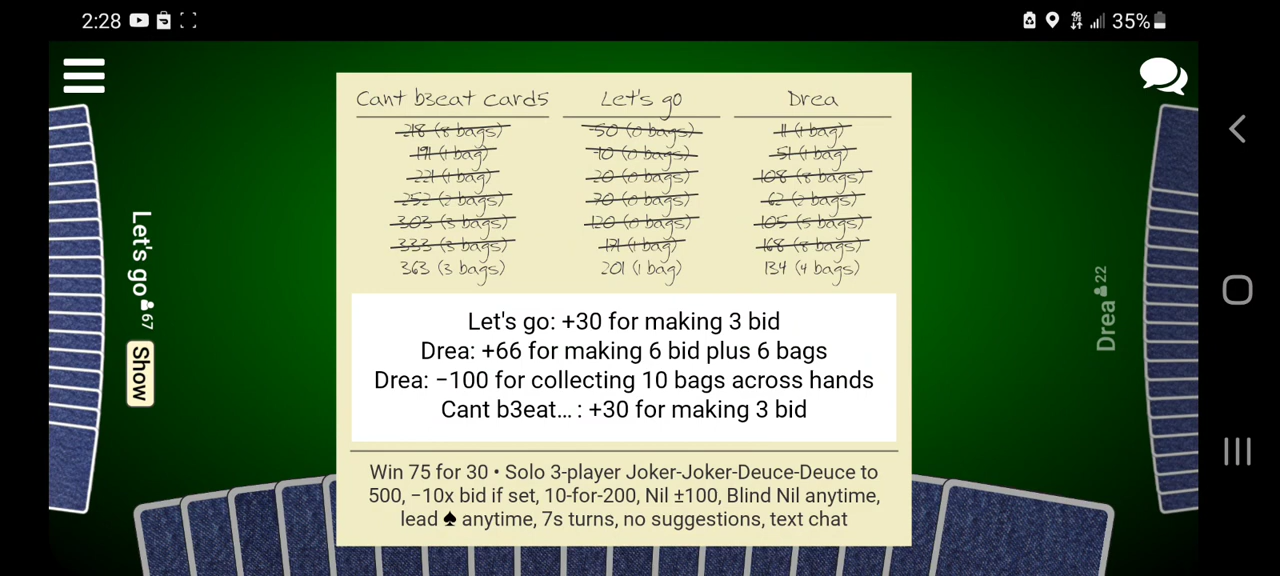 2:28 35%
Cant b3eat cards Let's go Drea
218 (8 bags) -50 (0 bags) 11 (1 bag)
191 (1 bag) -10 (0 bags) 51 (1 bag)
221 (1 bag) 20 (0 bags) 108 (8 bags)
252 (2 bags) 70 (0 bags) 62 (2 bags)
303 (3 bags) 120 (0 bags) 105 (5 bags)
333 (3 bags) 171 (1 bag) 168 (8 bags)
363 (3 bags) 201 (1 bag) 134 (4 bags)
Let's go: +30 for making 3 bid
Drea: +66 for making 6 bid plus 6 bags
Drea: −100 for collecting 10 bags across hands
Cant b3eat... : +30 for making 3 bid
Win 75 for 30 • Solo 3-player Joker-Joker-Deuce-Deuce to
500, −10x bid if set, 10-for-200, Nil ±100, Blind Nil anytime,
lead ♠ anytime, 7s turns, no suggestions, text chat
Let's go 67 Show
Drea 22